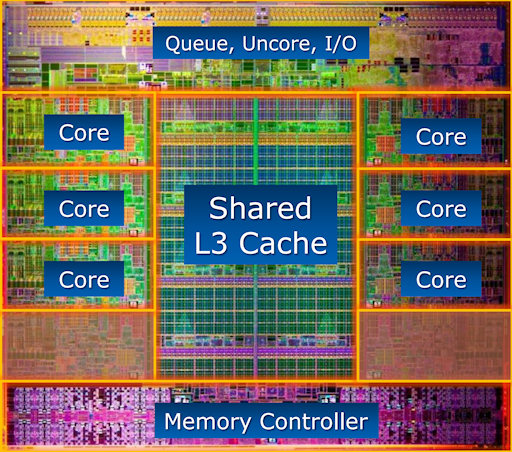 Queue, Uncore, I/O
Core
Core
Core
Core
Core
Core
Shared
L3 Cache
Memory Controller